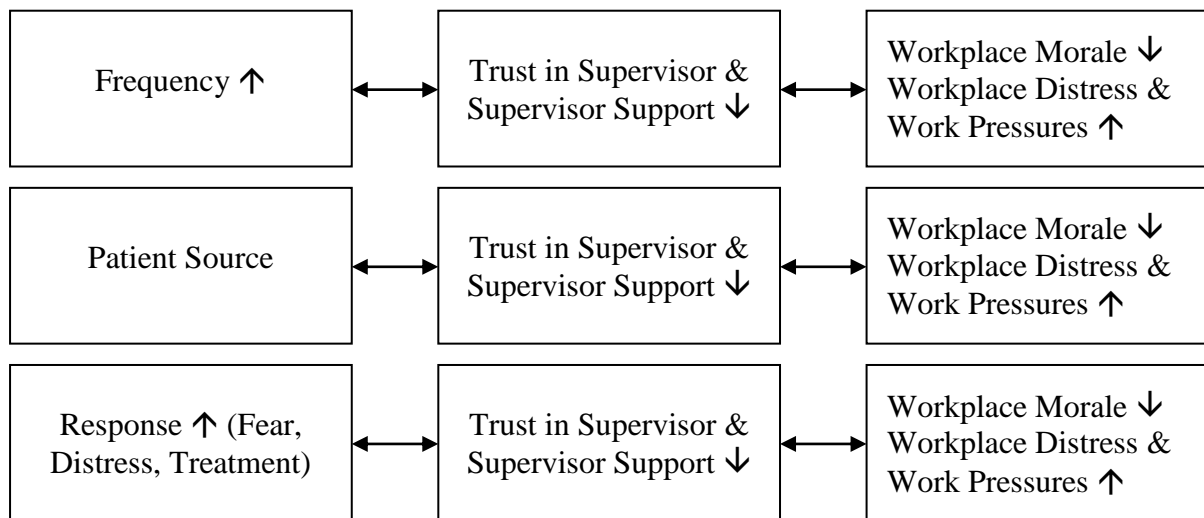 Frequency ↑
Trust in Supervisor &
Supervisor Support ↓
Workplace Morale ↓
Workplace Distress &
Work Pressures ↑
Patient Source
Trust in Supervisor &
Supervisor Support ↓
Workplace Morale ↓
Workplace Distress &
Work Pressures ↑
Response ↑ (Fear,
Distress, Treatment)
Trust in Supervisor &
Supervisor Support ↓
Workplace Morale ↓
Workplace Distress &
Work Pressures ↑